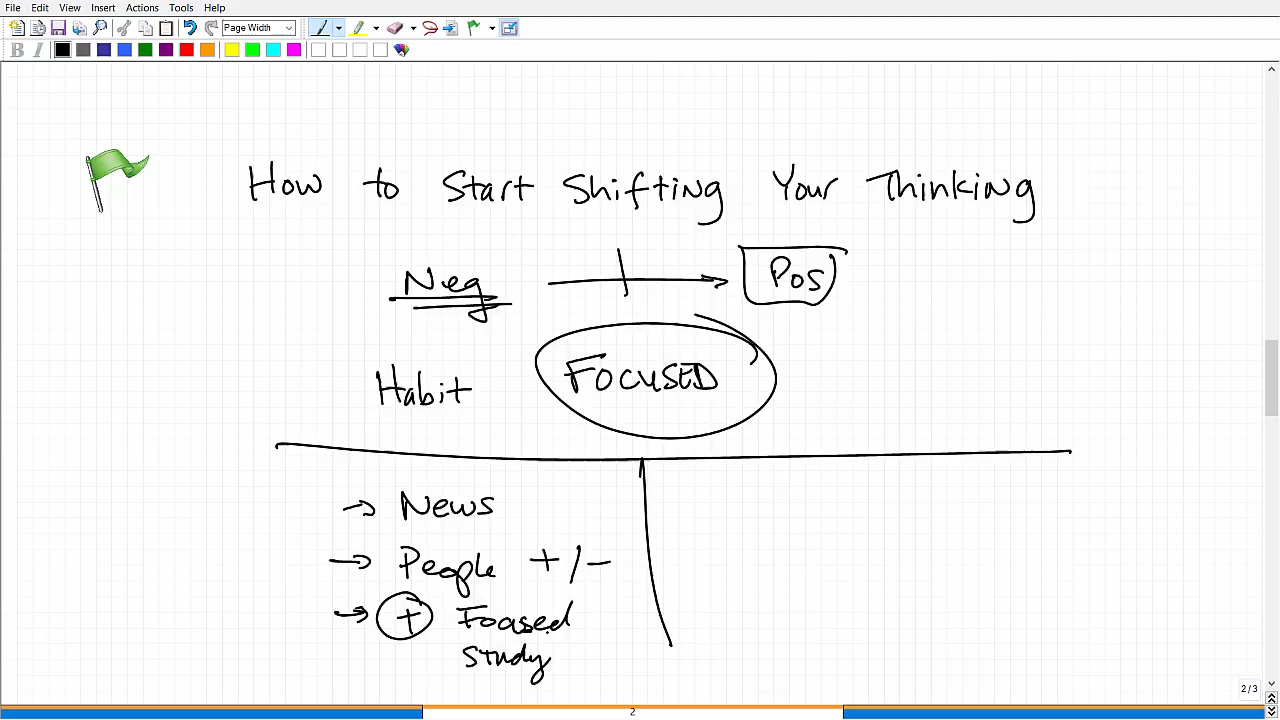 File Edit View Insert Actions Tools Help
Page Width
B I
How to Start Shifting Your Thinking
Neg Pos
Habit FOCUSED
→ News
→ People +/-
→ + Focused
Study
2/3
2